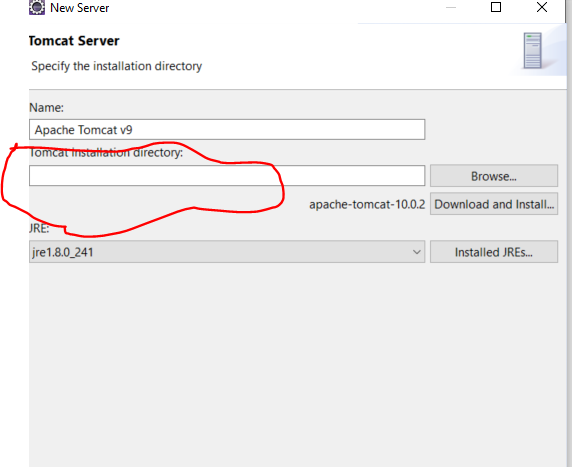 New Server
Tomcat Server
Specify the installation directory
Name:
Apache Tomcat v9
Tomcat installation directory:
Browse...
apache-tomcat-10.0.2 Download and Install...
JRE:
jre1.8.0_241
Installed JREs...